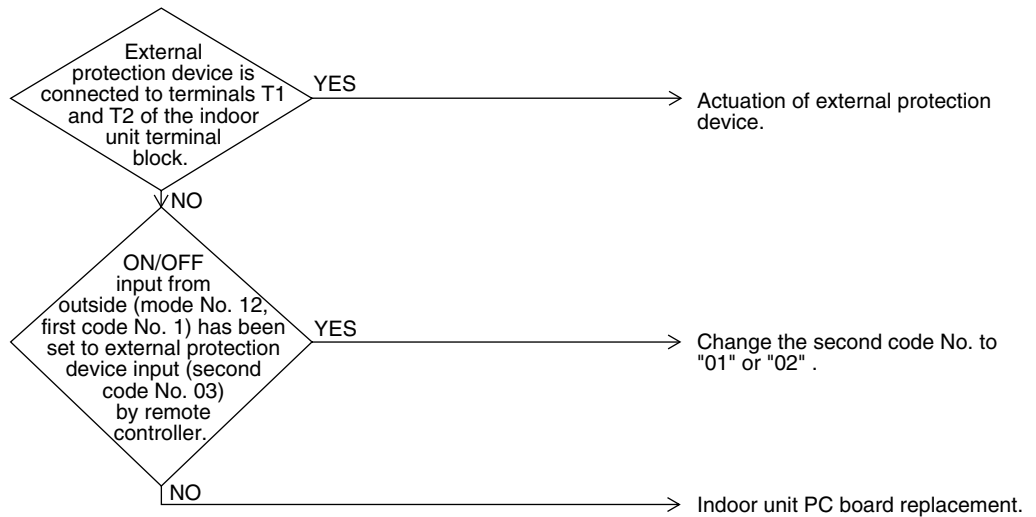 External
protection device is
connected to terminals T1
and T2 of the indoor
unit terminal
block.
YES
Actuation of external protection
device.
NO
ON/OFF
input from
outside (mode No. 12,
first code No. 1) has been
set to external protection
device input (second
code No. 03)
by remote
controller.
YES
Change the second code No. to
"01" or "02" .
NO
Indoor unit PC board replacement.